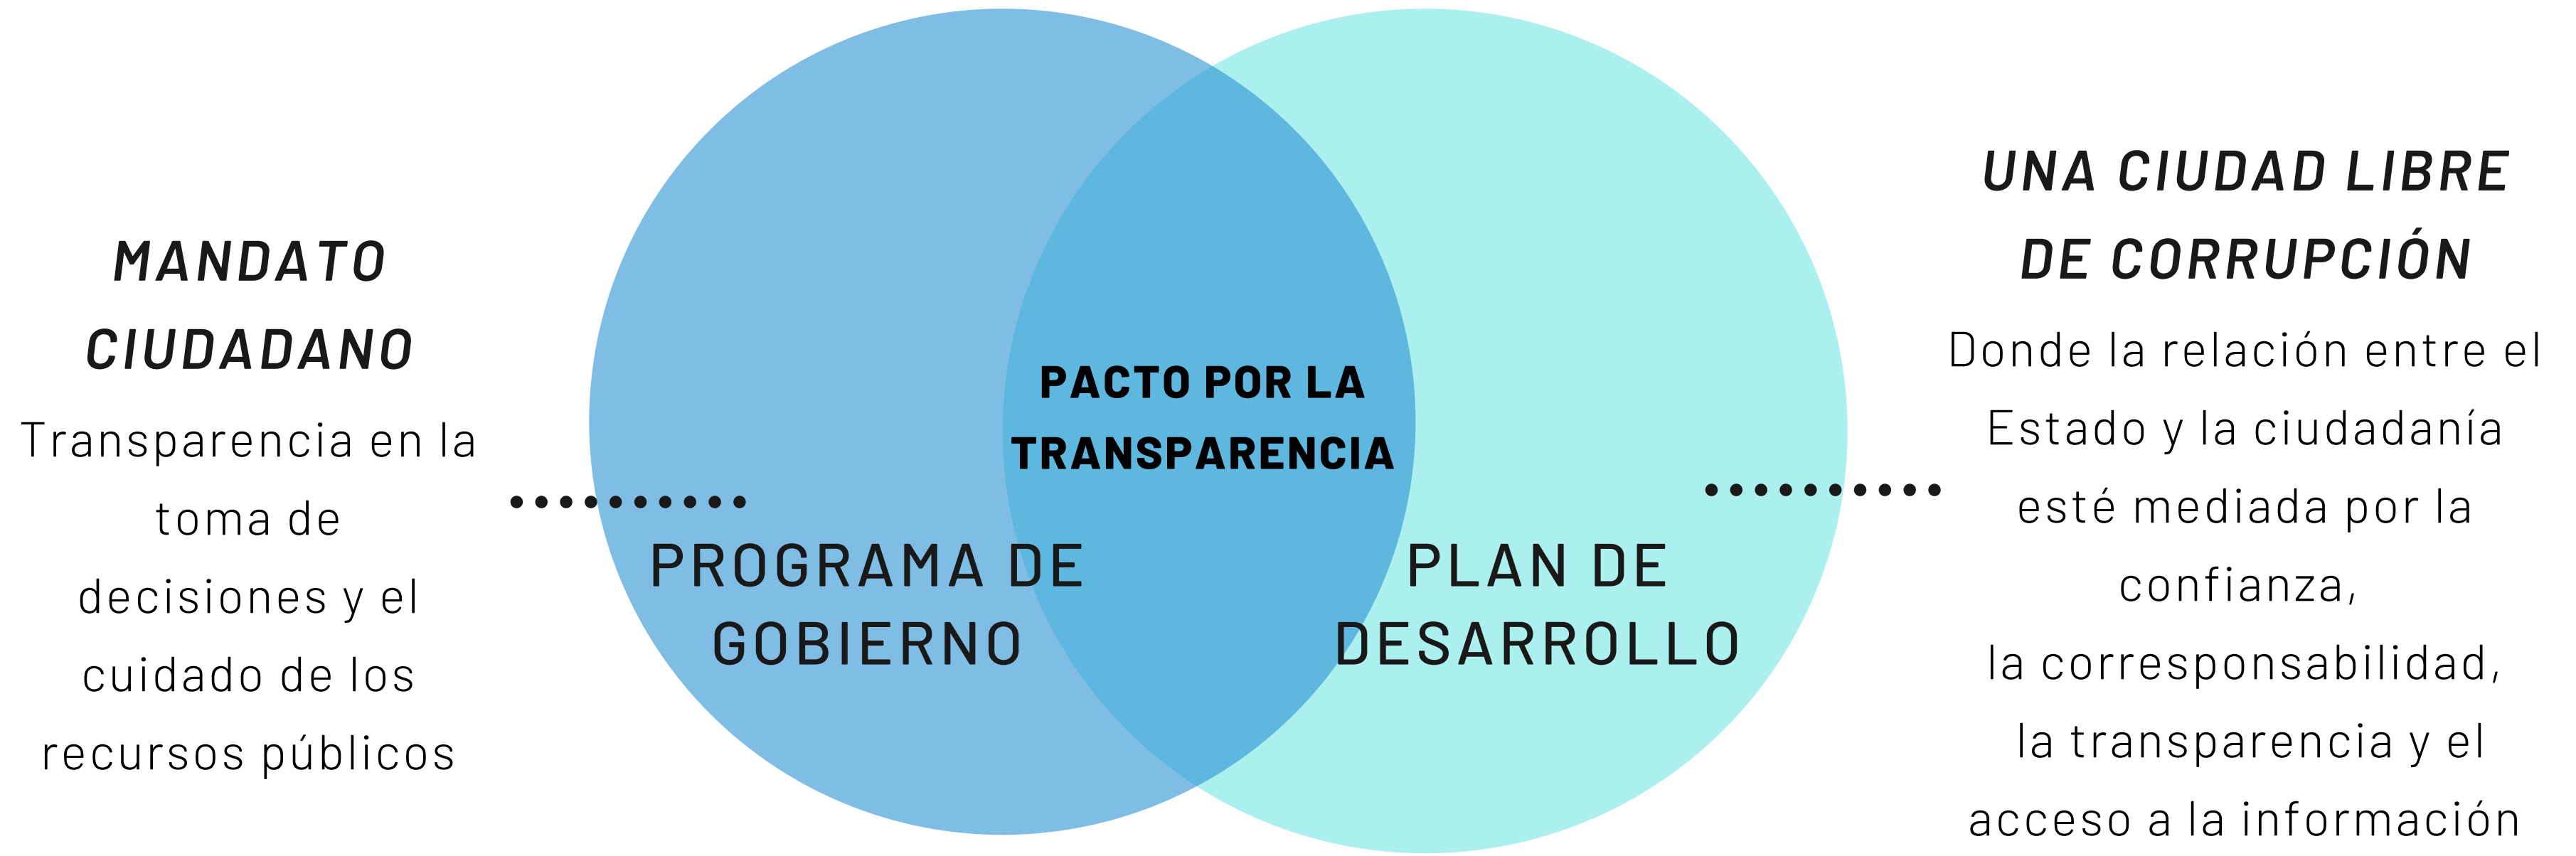 MANDATO
CIUDADANO
Transparencia en la
toma de
decisiones y el
cuidado de los
recursos públicos
PROGRAMA DE
GOBIERNO
PACTO POR LA
TRANSPARENCIA
PLAN DE
DESARROLLO
UNA CIUDAD LIBRE
DE CORRUPCIÓN
Donde la relación entre el
Estado y la ciudadanía
esté mediada por la
confianza,
la corresponsabilidad,
la transparencia y el
acceso a la información